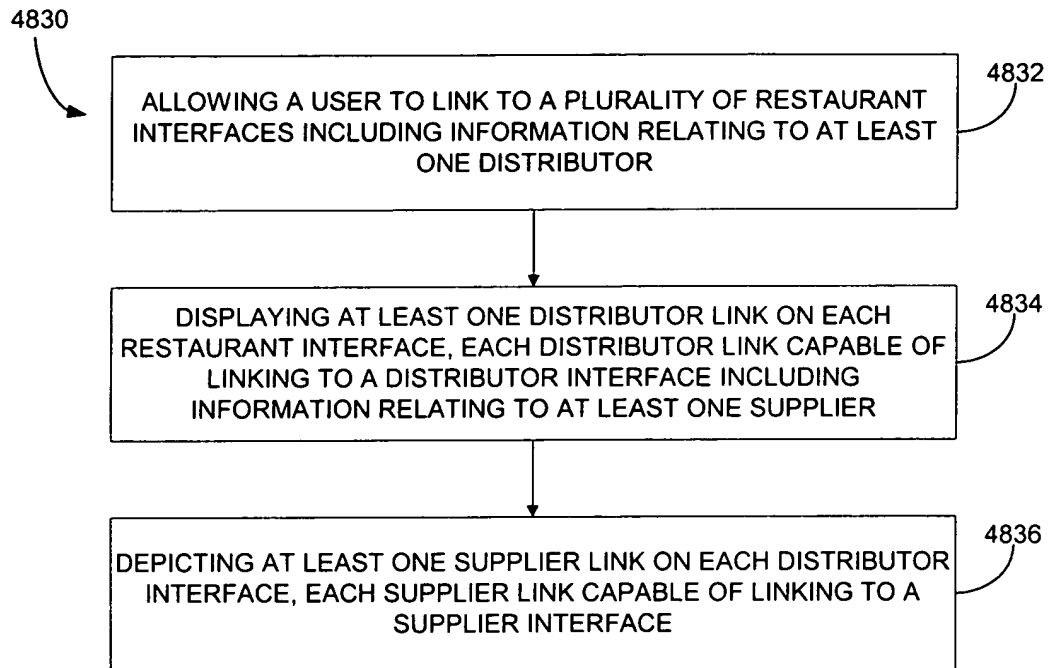 4830
4832
ALLOWING A USER TO LINK TO A PLURALITY OF RESTAURANT
INTERFACES INCLUDING INFORMATION RELATING TO AT LEAST
ONE DISTRIBUTOR
4834
DISPLAYING AT LEAST ONE DISTRIBUTOR LINK ON EACH
RESTAURANT INTERFACE, EACH DISTRIBUTOR LINK CAPABLE OF
LINKING TO A DISTRIBUTOR INTERFACE INCLUDING
INFORMATION RELATING TO AT LEAST ONE SUPPLIER
4836
DEPICTING AT LEAST ONE SUPPLIER LINK ON EACH DISTRIBUTOR
INTERFACE, EACH SUPPLIER LINK CAPABLE OF LINKING TO A
SUPPLIER INTERFACE